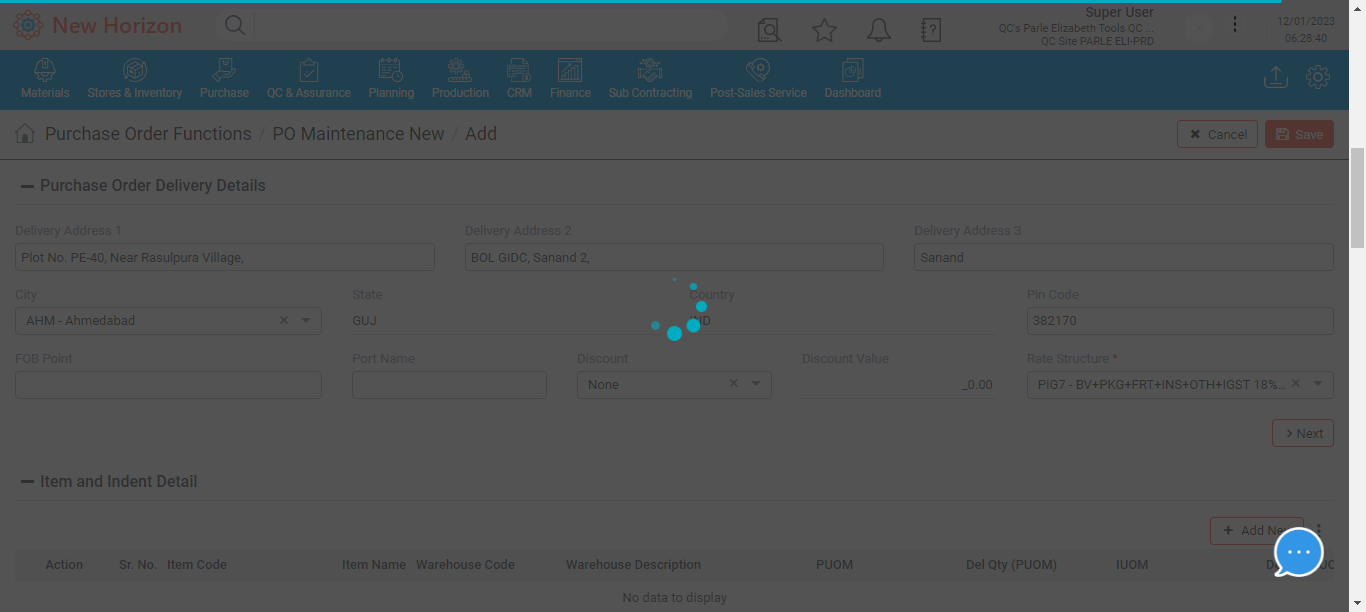 New Horizon
Super User
QC's Parle Elizabeth Tools QC ...
QC Site PARLE ELI-PRD
12/01/2023
06:28:40
Materials
Stores & Inventory
Purchase
QC & Assurance
Planning
Production
CRM
Finance
Sub Contracting
Post-Sales Service
Dashboard
Purchase Order Functions / PO Maintenance New / Add
Cancel
Save
Purchase Order Delivery Details
Delivery Address 1
Delivery Address 2
Delivery Address 3
Plot No. PE-40, Near Rasulpura Village,
BOL GIDC, Sanand 2,
Sanand
City
State
Country
Pin Code
AHM - Ahmedabad
GUJ
IND
382170
FOB Point
Port Name
Discount
Discount Value
Rate Structure *
None
_0.00
PIG7 - BV+PKG+FRT+INS+OTH+IGST 18%...
Next
Item and Indent Detail
Add New
Action
Sr. No.
Item Code
Item Name
Warehouse Code
Warehouse Description
PUOM
Del Qty (PUOM)
IUOM
No data to display